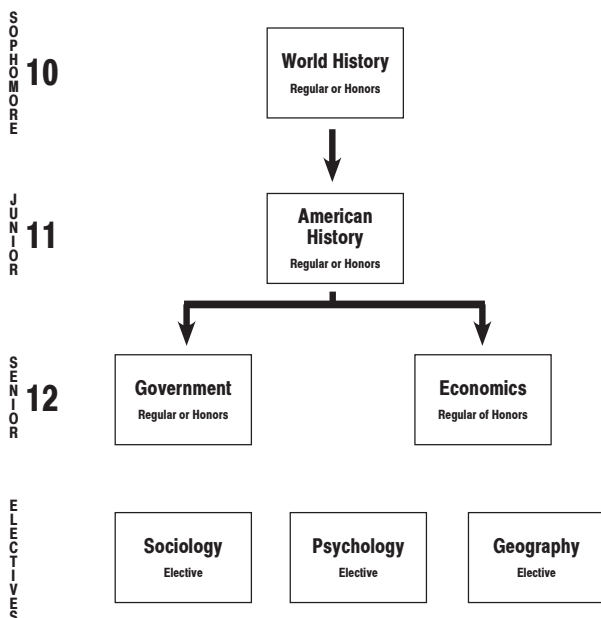 SOPHOMORE
10
World History
Regular or Honors
JUNIOR
11
American
History
Regular or Honors
SENIOR
12
Government
Regular or Honors
Economics
Regular of Honors
ELECTIVES
Sociology
Elective
Psychology
Elective
Geography
Elective